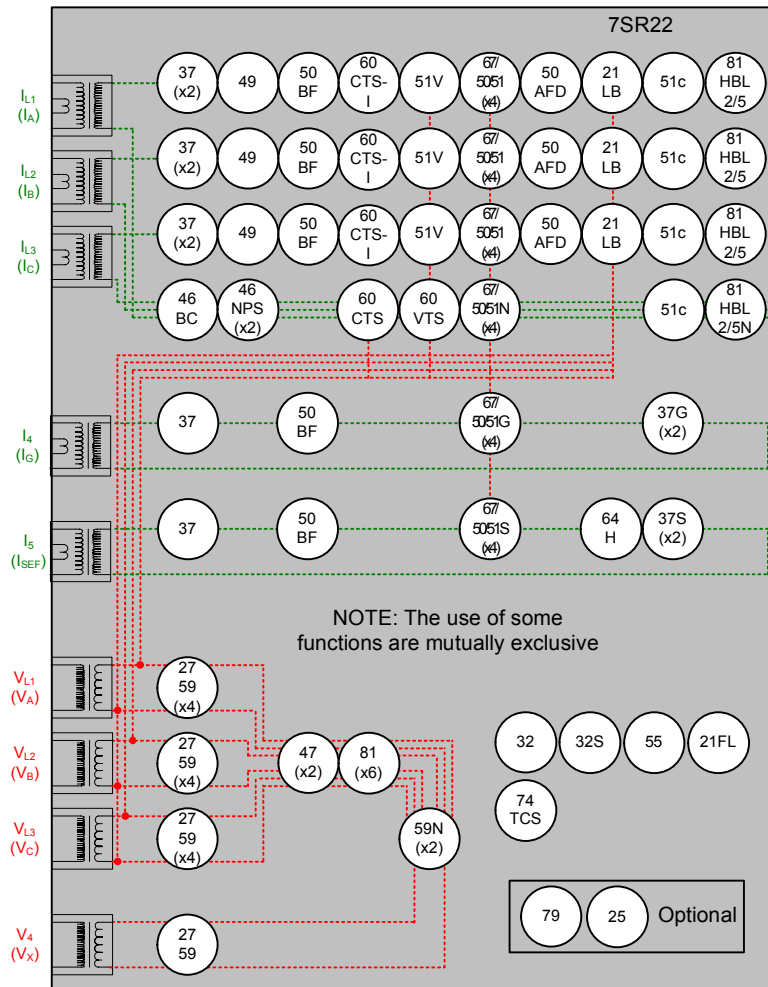 7SR22
IL1
(IA)
37
(x2)
49
50
BF
60
CTS-
I
51V
67/
50/51
(x4)
50
AFD
21
LB
51c
81
HBL
2/5
IL2
(IB)
37
(x2)
49
50
BF
60
CTS-
I
51V
67/
50/51
(x4)
50
AFD
21
LB
51c
81
HBL
2/5
IL3
(IC)
37
(x2)
49
50
BF
60
CTS-
I
51V
67/
50/51
(x4)
50
AFD
21
LB
51c
81
HBL
2/5
46
BC
46
NPS
(x2)
60
CTS
60
VTS
67/
50/51N
(x4)
51c
81
HBL
2/5N
I4
(IG)
37
50
BF
67/
50/51G
(x4)
37G
(x2)
I5
(ISEF)
37
50
BF
67/
50/51S
(x4)
64
H
37S
(x2)
NOTE: The use of some
functions are mutually exclusive
VL1
(VA)
27
59
(x4)
VL2
(VB)
27
59
(x4)
47
(x2)
81
(x6)
32
32S
55
21FL
74
TCS
VL3
(VC)
27
59
(x4)
59N
(x2)
V4
(VX)
27
59
79
25
Optional